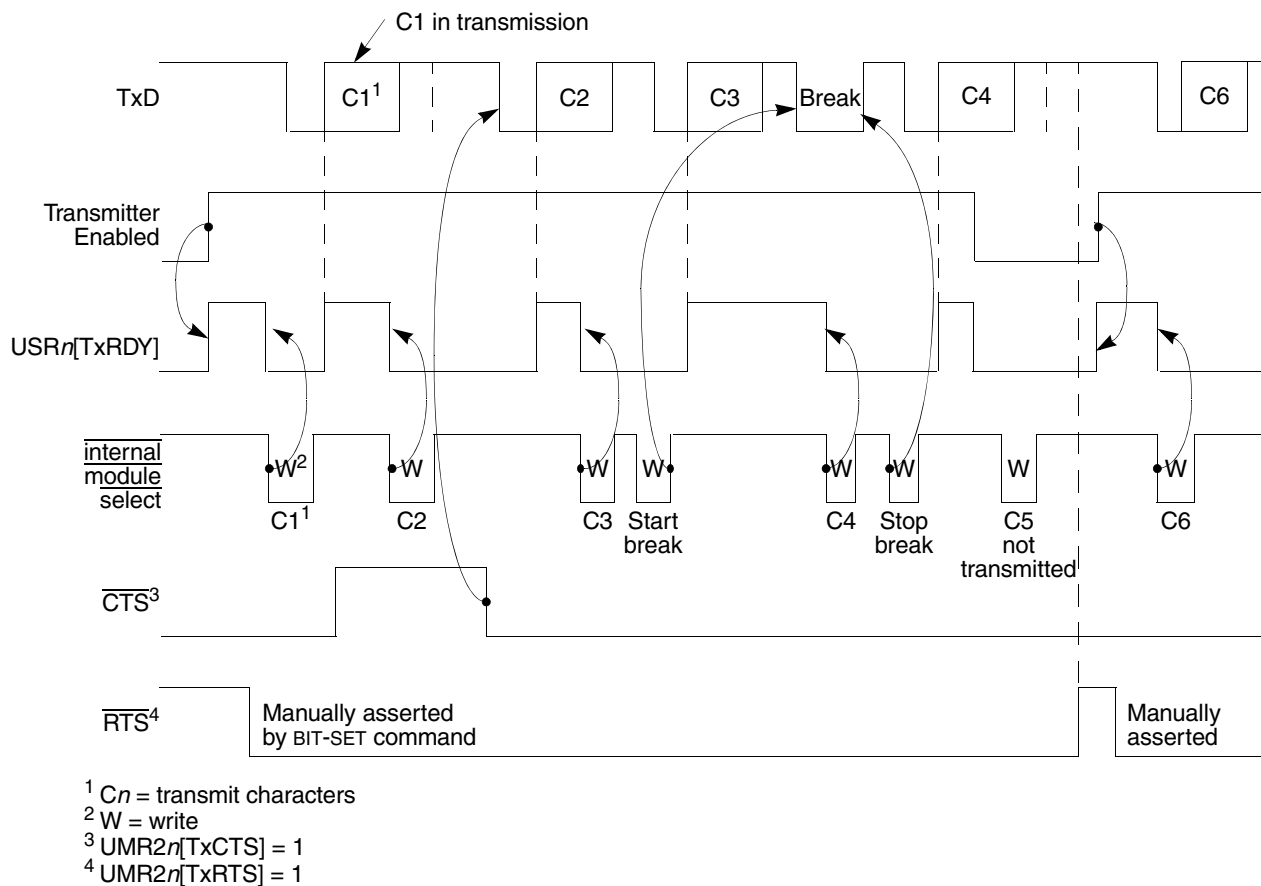 C1 in transmission
TxD
C1¹
C2
C3
Break
C4
C6
Transmitter
Enabled
USRn[TxRDY]
internal
module
select
W²
W
W
W
W
W
W
W
C1¹
C2
C3
Start
break
C4
Stop
break
C5
not
transmitted
C6
CTS³
RTS⁴
Manually asserted
by BIT-SET command
Manually
asserted
¹ Cn = transmit characters
² W = write
³ UMR2n[TxCTS] = 1
⁴ UMR2n[TxRTS] = 1